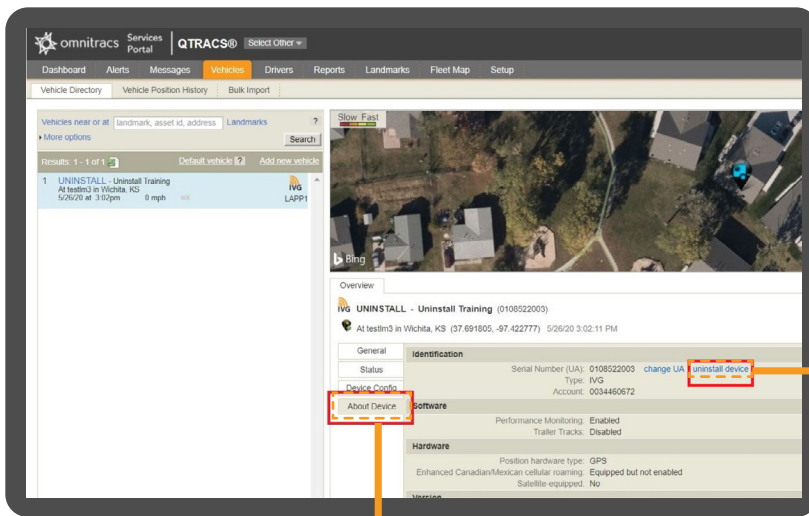 omnitracs Services Portal QTRACS® Select Other
Dashboard Alerts Messages Vehicles Drivers Reports Landmarks Fleet Map Setup
Vehicle Directory Vehicle Position History Bulk Import
Vehicles near or at landmark, asset id, address Landmarks ?
More options Search
Results: 1 - 1 of 1 Default vehicle ? Add new vehicle
1 UNINSTALL - Uninstall Training
At testlm3 in Wichita, KS IVG
5/26/20 at 3:02pm 0 mph LAPP1
Slow Fast
Bing
Overview
IVG UNINSTALL - Uninstall Training (0108522003)
At testlm3 in Wichita, KS (37.691805, -97.422777) 5/26/20 3:02:11 PM
General
Status
Device Config
About Device
Identification
Serial Number (UA): 0108522003 change UA uninstall device
Type: IVG
Account: 0034460672
Software
Performance Monitoring: Enabled
Trailer Tracks: Disabled
Hardware
Position hardware type: GPS
Enhanced Canadian/Mexican cellular roaming: Equipped but not enabled
Satellite-equipped: No
Version